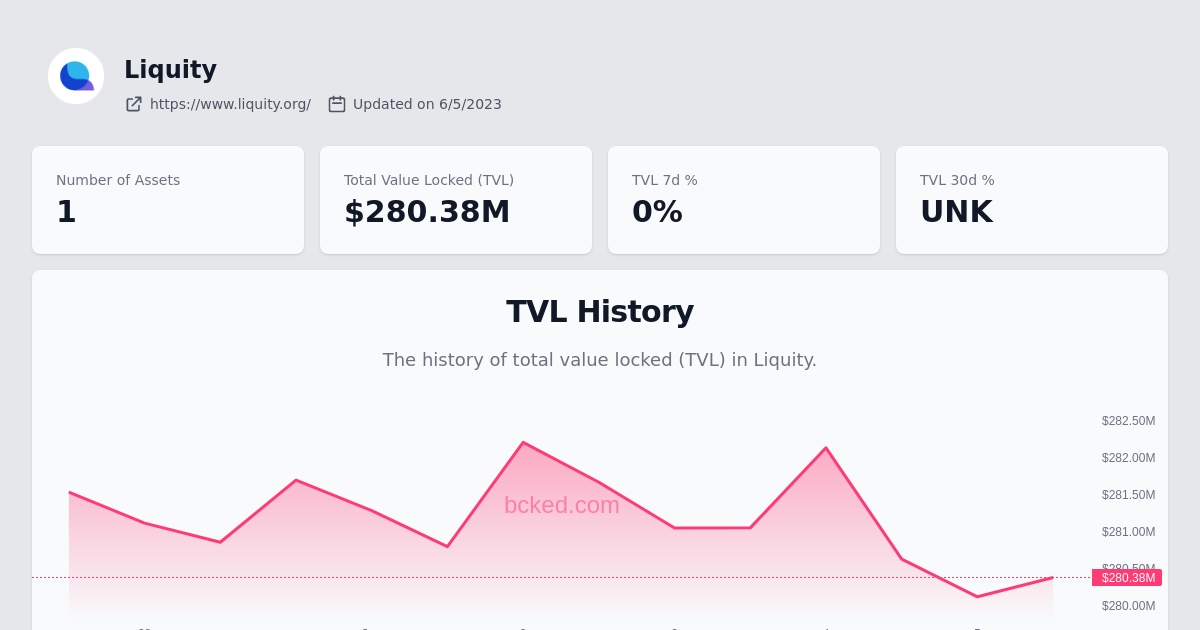 Liquity
https://www.liquity.org/ Updated on 6/5/2023
Number of Assets
1
Total Value Locked (TVL)
$280.38M
TVL 7d %
0%
TVL 30d %
UNK
TVL History
The history of total value locked (TVL) in Liquity.
bcked.com
$282.50M
$282.00M
$281.50M
$281.00M
$280.50M
$280.38M
$280.00M